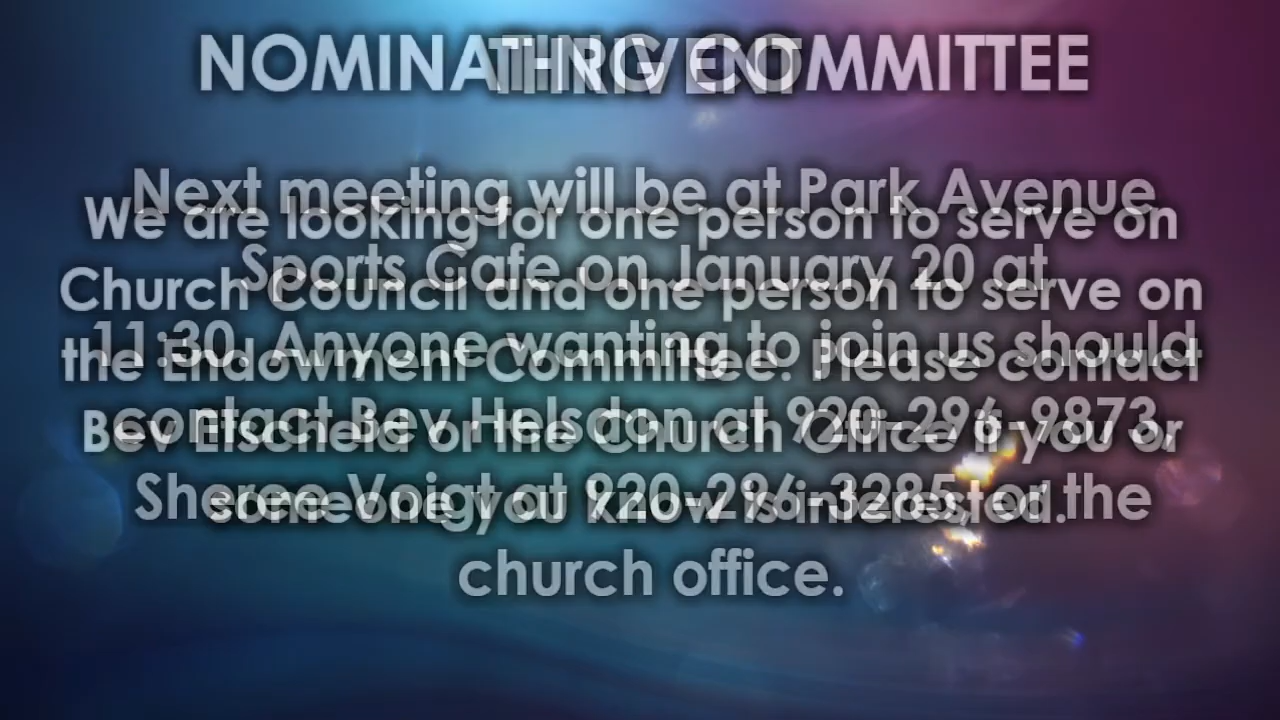 NOMINATING COMMITTEE
We are looking for one person to serve on
Church Council and one person to serve on
the Endowment Committee. Please contact
Bev or the Church Office if you or
someone you know is interested.
THRIVENT
Next meeting will be at Park Avenue
Sports Cafe on January 20 at
11:30. Anyone wanting to join us should
contact Bev Helsdon at 920-296-9873,
Sheree Voigt at or the
church office.